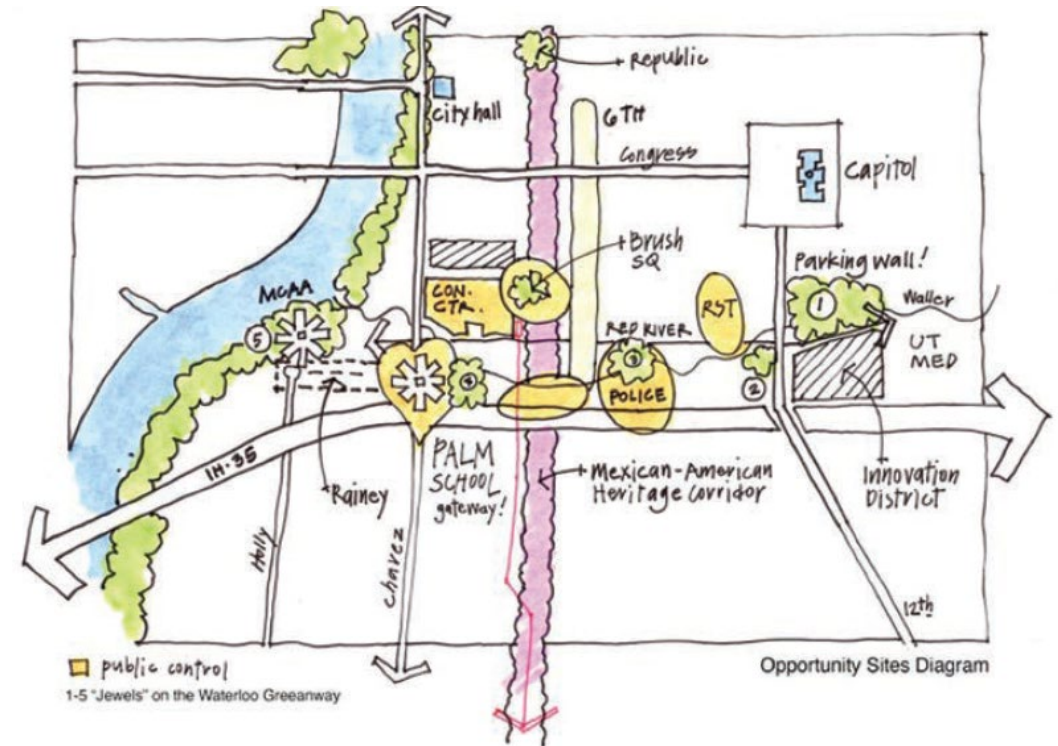 Republic
City hall
6TH
Congress
Capitol
Brush
SQ
Parking Wall!
MCAA
CON.
CTR.
RST
1
Waller
RED RIVER
5
3
UT
MED
4
2
POLICE
IH-35
PALM
SCHOOL
gateway!
Rainey
Mexican-American
Heritage Corridor
Innovation
District
Holly
Chavez
12th
public control
1-5 "Jewels" on the Waterloo Greeanway
Opportunity Sites Diagram